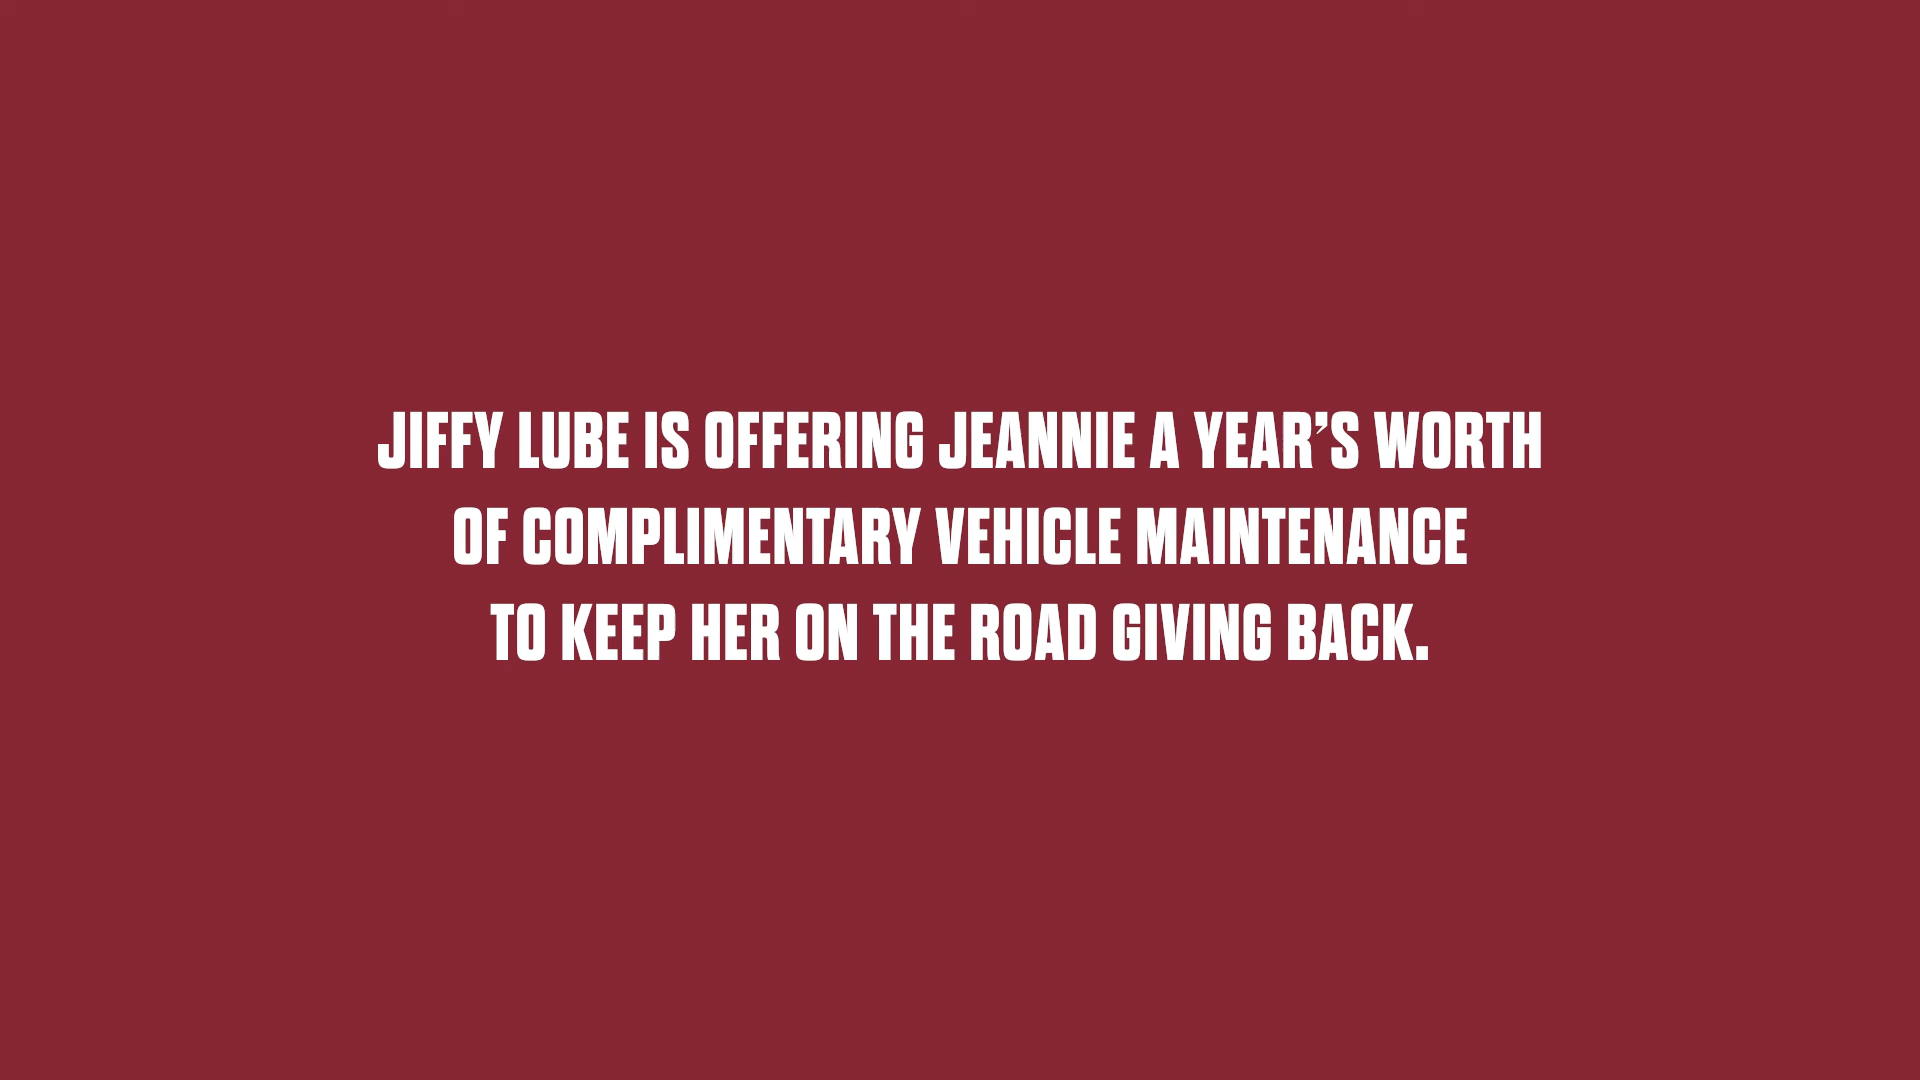 JIFFY LUBE IS OFFERING JEANNIE A YEAR’S WORTH
OF COMPLIMENTARY VEHICLE MAINTENANCE
TO KEEP HER ON THE ROAD GIVING BACK.